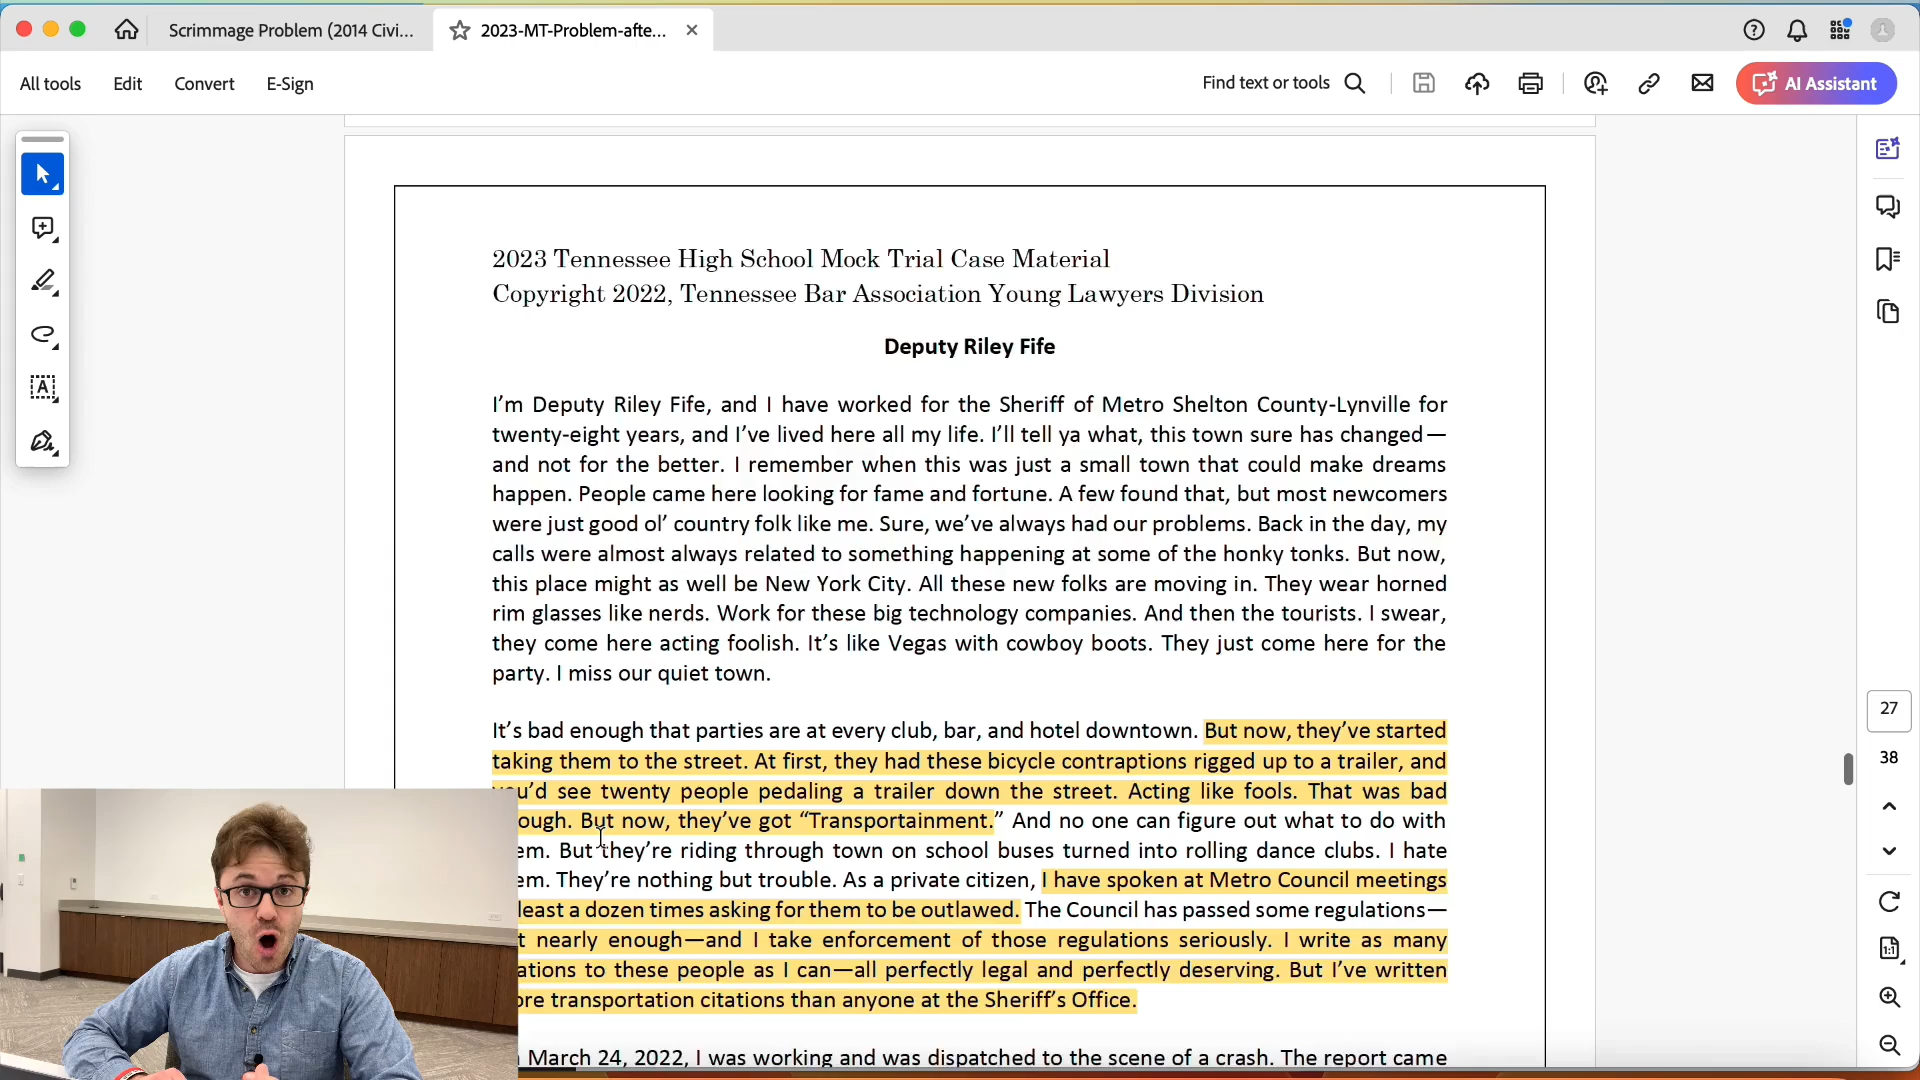 Scrimmage Problem (2014 Civi...
2023-MT-Problem-afte...
All tools
Edit
Convert
E-Sign
Find text or tools
AI Assistant
2023 Tennessee High School Mock Trial Case Material
Copyright 2022, Tennessee Bar Association Young Lawyers Division
Deputy Riley Fife
I'm Deputy Riley Fife, and I have worked for the Sheriff of Metro Shelton County-Lynville for
twenty-eight years, and I've lived here all my life. I'll tell ya what, this town sure has changed—
and not for the better. I remember when this was just a small town that could make dreams
happen. People came here looking for fame and fortune. A few found that, but most newcomers
were just good ol' country folk like me. Sure, we've always had our problems. Back in the day, my
calls were almost always related to something happening at some of the honky tonks. But now,
this place might as well be New York City. All these new folks are moving in. They wear horned
rim glasses like nerds. Work for these big technology companies. And then the tourists. I swear,
they come here acting foolish. It's like Vegas with cowboy boots. They just come here for the
party. I miss our quiet town.
It's bad enough that parties are at every club, bar, and hotel downtown. But now, they've started
taking them to the street. At first, they had these bicycle contraptions rigged up to a trailer, and
you'd see twenty people pedaling a trailer down the street. Acting like fools. That was bad
ough. But now, they've got "Transportainment." And no one can figure out what to do with
em. But they're riding through town on school buses turned into rolling dance clubs. I hate
em. They're nothing but trouble. As a private citizen, I have spoken at Metro Council meetings
least a dozen times asking for them to be outlawed. The Council has passed some regulations—
t nearly enough—and I take enforcement of those regulations seriously. I write as many
ations to these people as I can—all perfectly legal and perfectly deserving. But I've written
ore transportation citations than anyone at the Sheriff's Office.
March 24, 2022, I was working and was dispatched to the scene of a crash. The report came
27
38
1:1